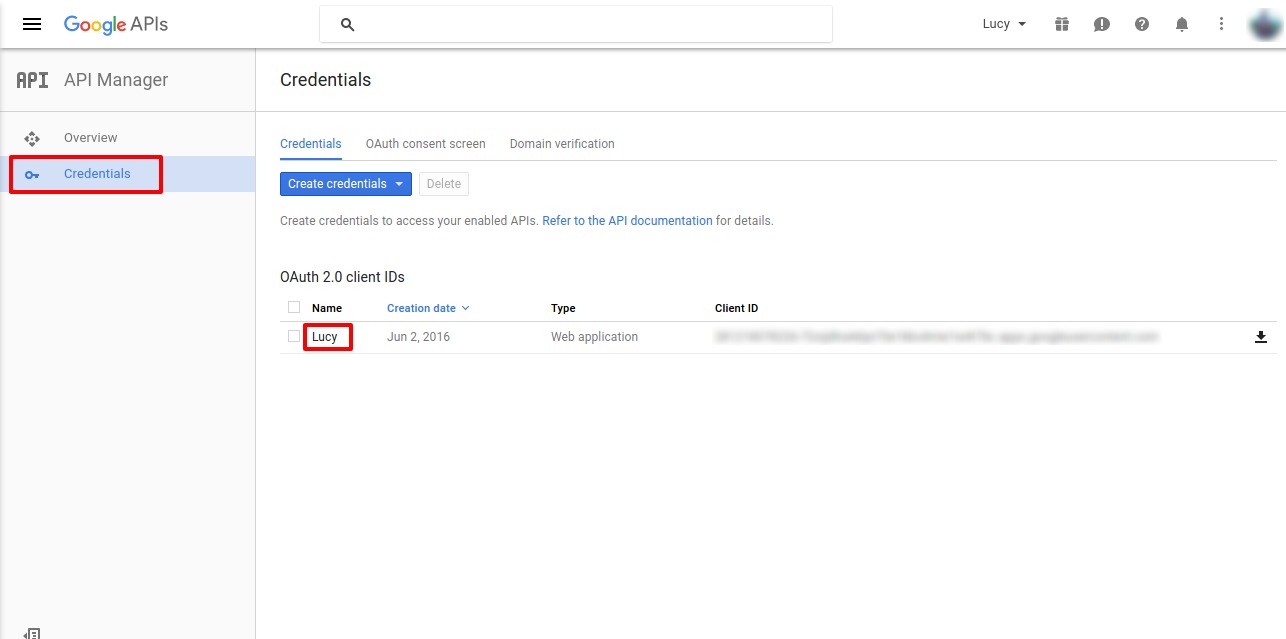 Google APIs
Lucy
API API Manager
Credentials
Overview
Credentials
Credentials OAuth consent screen Domain verification
Create credentials Delete
Create credentials to access your enabled APIs. Refer to the API documentation for details.
OAuth 2.0 client IDs
Name Creation date Type Client ID
Lucy Jun 2, 2016 Web application